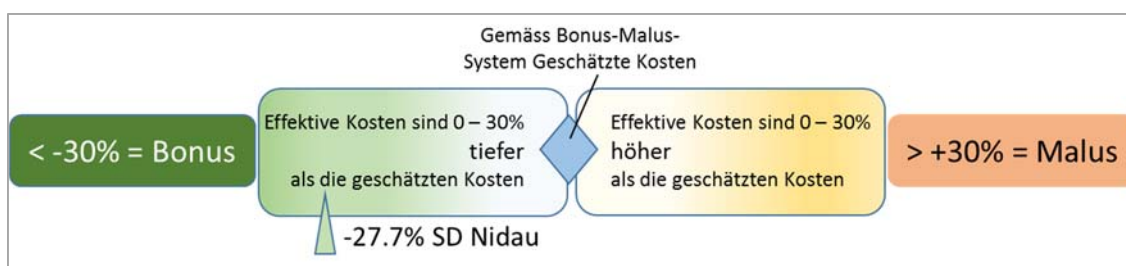 Gemäss Bonus-Malus-
System Geschätzte Kosten
< -30% = Bonus
Effektive Kosten sind 0 – 30%
tiefer
als die geschätzten Kosten
Effektive Kosten sind 0 – 30%
höher
als die geschätzten Kosten
> +30% = Malus
-27.7% SD Nidau